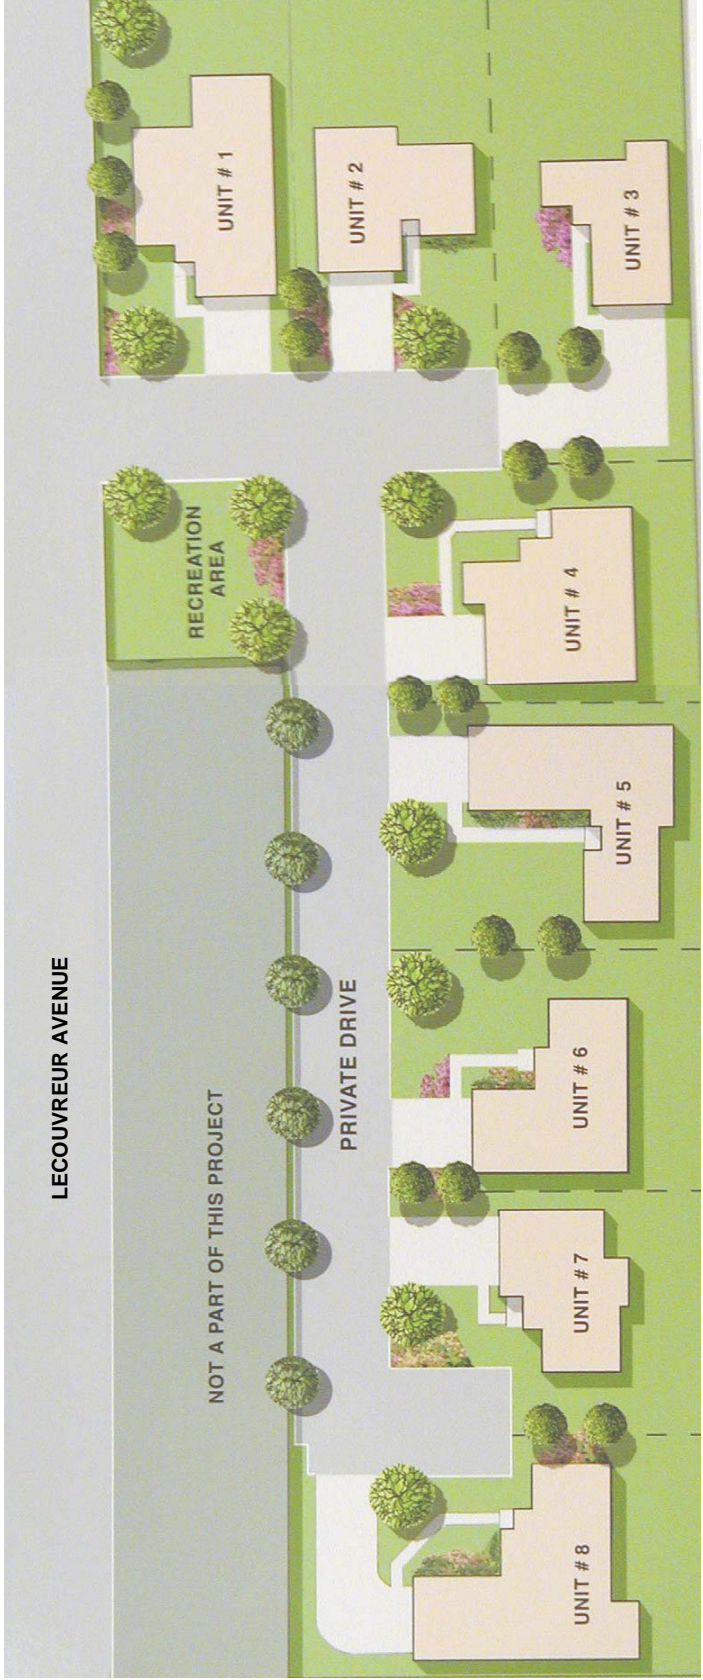 LECOUVREUR AVENUE
NOT A PART OF THIS PROJECT
PRIVATE DRIVE
RECREATION
AREA
UNIT # 1
UNIT # 2
UNIT # 3
UNIT # 4
UNIT # 5
UNIT # 6
UNIT # 7
UNIT # 8